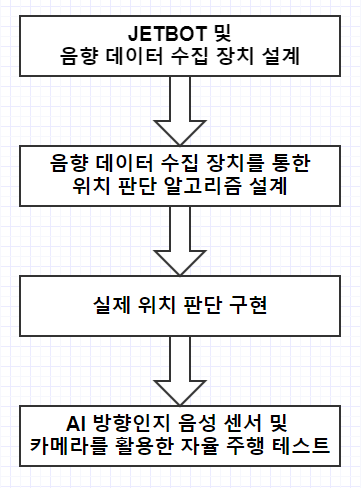 JETBOT 및
음향 데이터 수집 장치 설계
음향 데이터 수집 장치를 통한
위치 판단 알고리즘 설계
실제 위치 판단 구현
AI 방향인지 음성 센서 및
카메라를 활용한 자율 주행 테스트